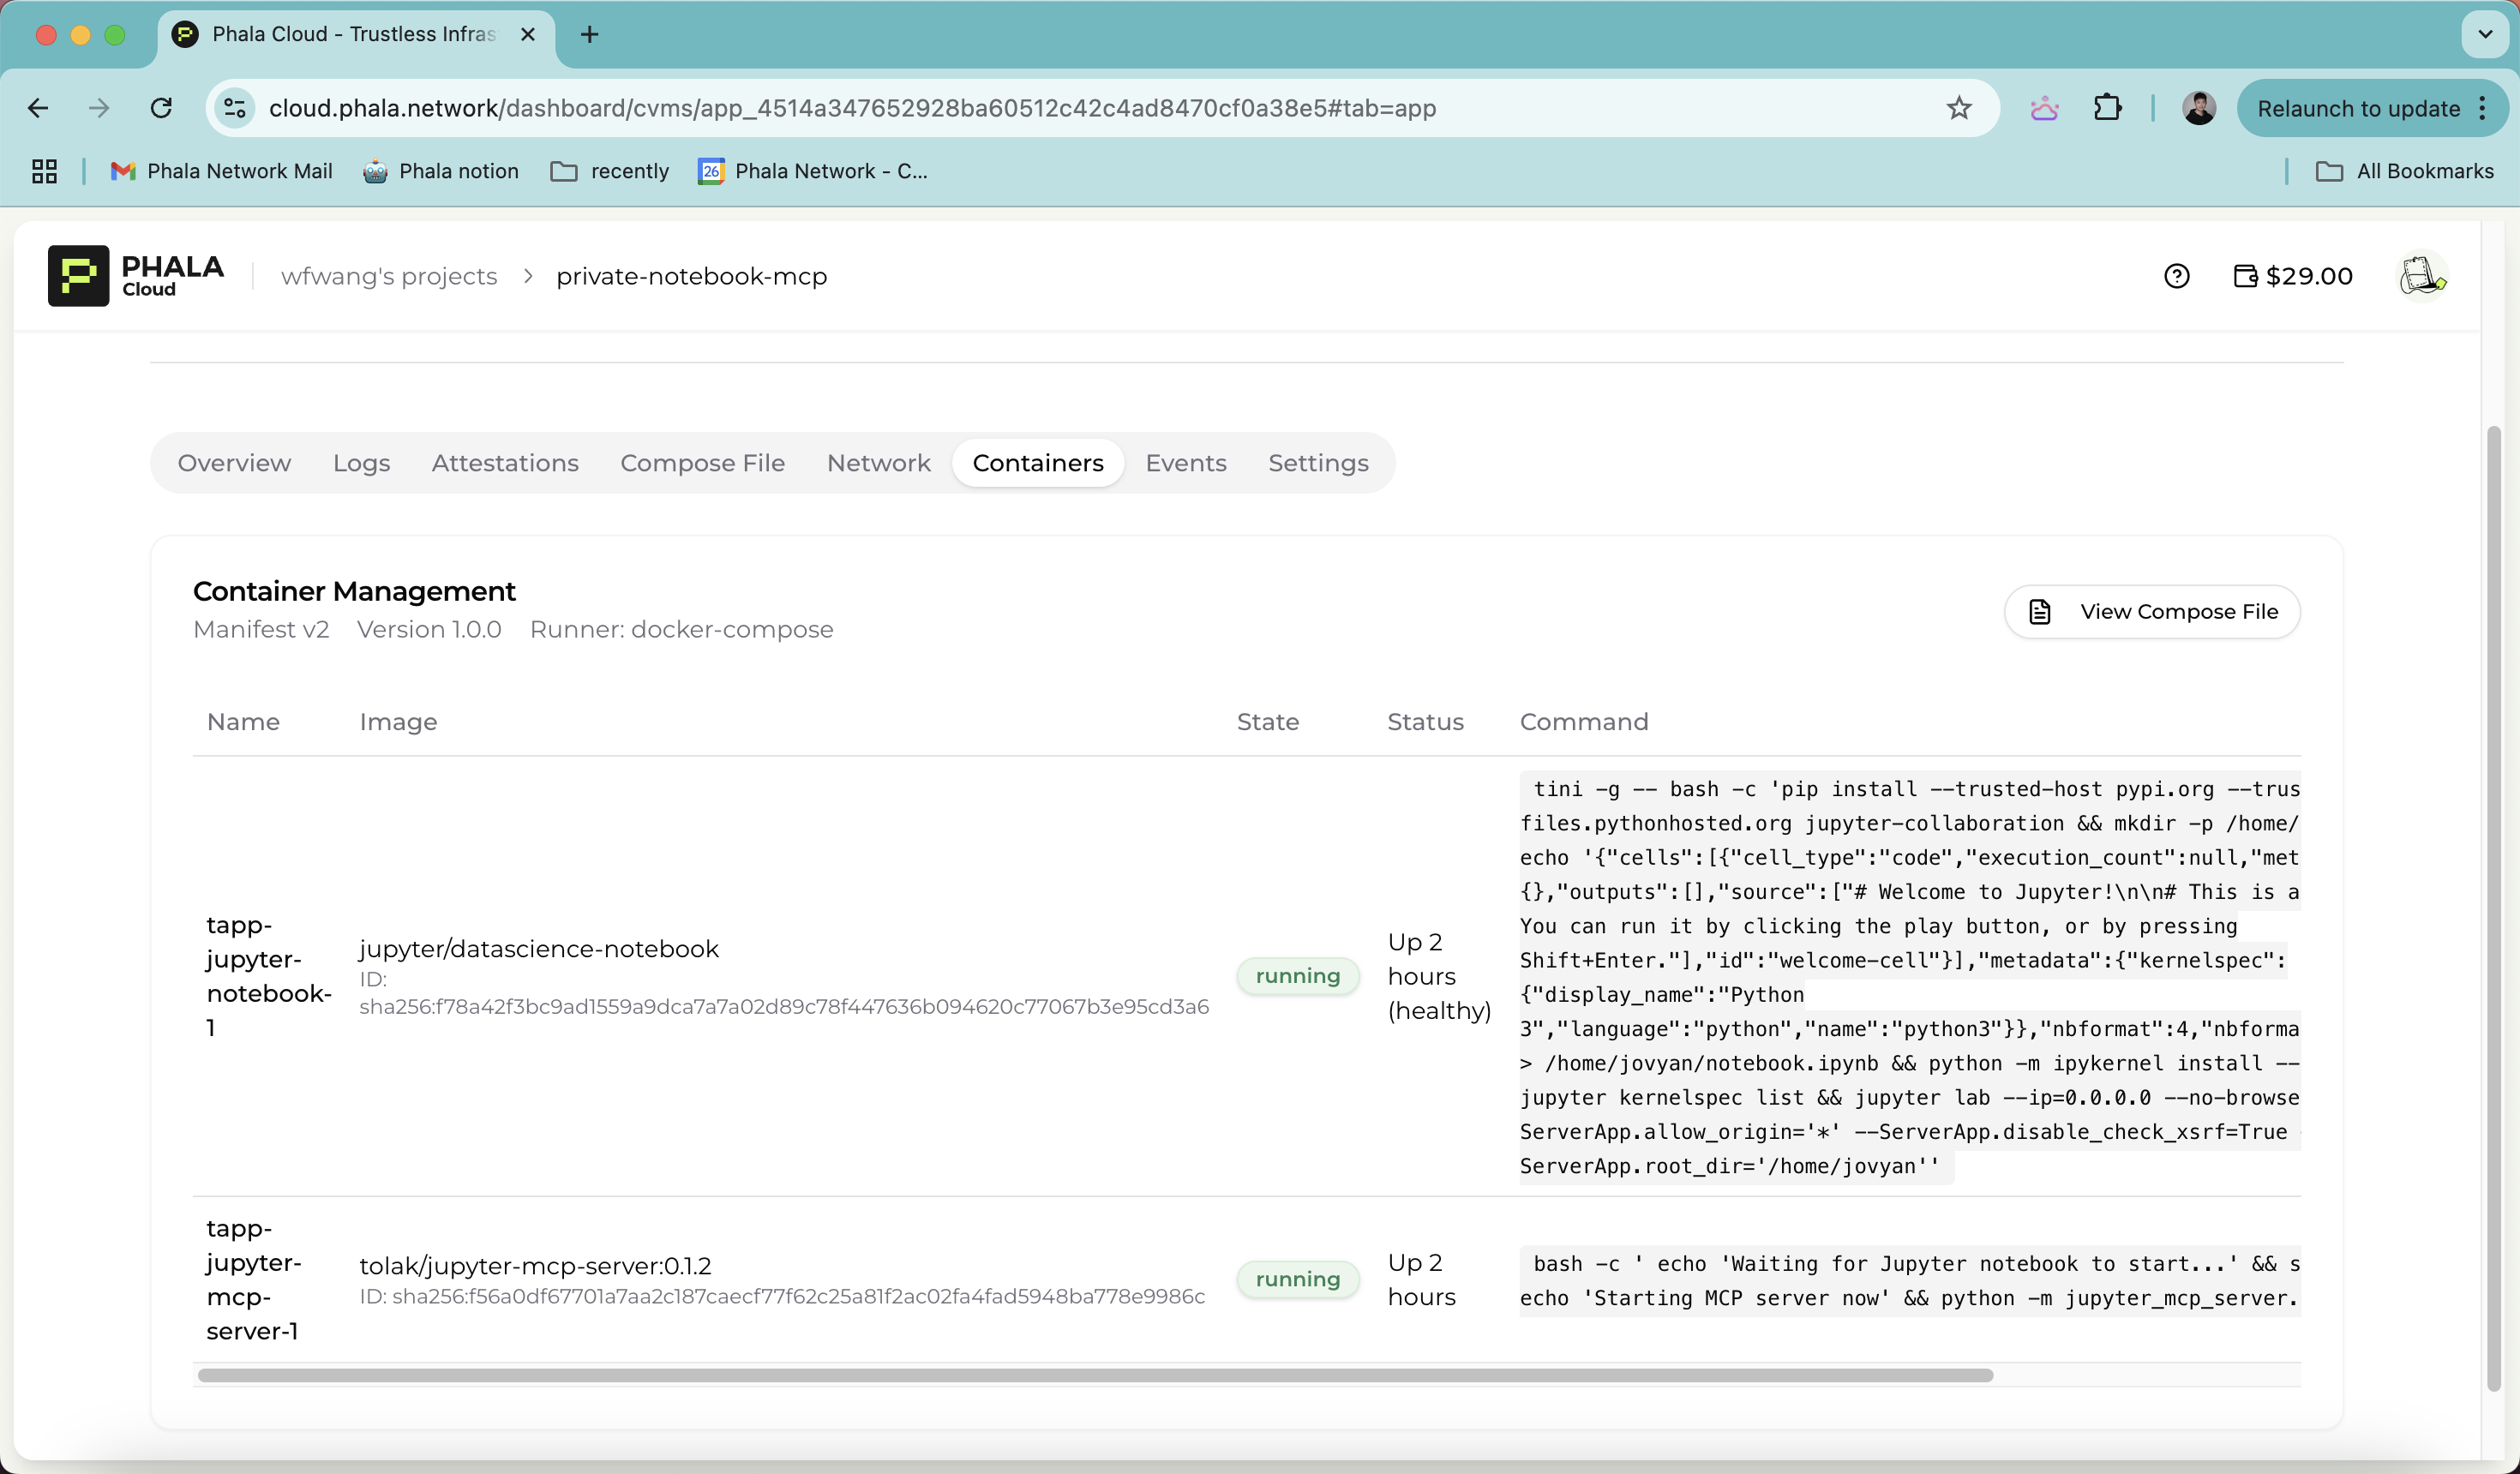 Phala Cloud - Trustless Infras
cloud.phala.network/dashboard/cvms/app_4514a347652928ba60512c42c4ad8470cf0a38e5#tab=app
Relaunch to update
Phala Network Mail
Phala notion
recently
26
Phala Network - C...
All Bookmarks
PHALA
Cloud
wfwang's projects > private-notebook-mcp
$29.00
Overview
Logs
Attestations
Compose File
Network
Containers
Events
Settings
Container Management
Manifest v2 Version 1.0.0 Runner: docker-compose
View Compose File
Name Image State Status Command
tapp-
jupyter-
notebook-
1
jupyter/datascience-notebook
ID:
sha256:f78a42f3bc9ad1559a9dca7a7a02d89c78f447636b094620c77067b3e95cd3a6
running
Up 2
hours
(healthy)
tini -g -- bash -c 'pip install --trusted-host pypi.org --trus
files.pythonhosted.org jupyter-collaboration && mkdir -p /home/
echo '{"cells":[{"cell_type":"code","execution_count":null,"met
{},"outputs":[],"source":["# Welcome to Jupyter!\n\n# This is a
You can run it by clicking the play button, or by pressing
Shift+Enter."],"id":"welcome-cell"}],"metadata":{"kernelspec":
{"display_name":"Python
3","language":"python","name":"python3"}},"nbformat":4,"nbforma
> /home/jovyan/notebook.ipynb && python -m ipykernel install --
jupyter kernelspec list && jupyter lab --ip=0.0.0.0 --no-browse
ServerApp.allow_origin='*' --ServerApp.disable_check_xsrf=True
ServerApp.root_dir='/home/jovyan''
tapp-
jupyter-
mcp-
server-1
tolak/jupyter-mcp-server:0.1.2
ID: sha256:f56a0df67701a7aa2c187caecf77f62c25a81f2ac02fa4fad5948ba778e9986c
running
Up 2
hours
bash -c ' echo 'Waiting for Jupyter notebook to start...' && s
echo 'Starting MCP server now' && python -m jupyter_mcp_server.